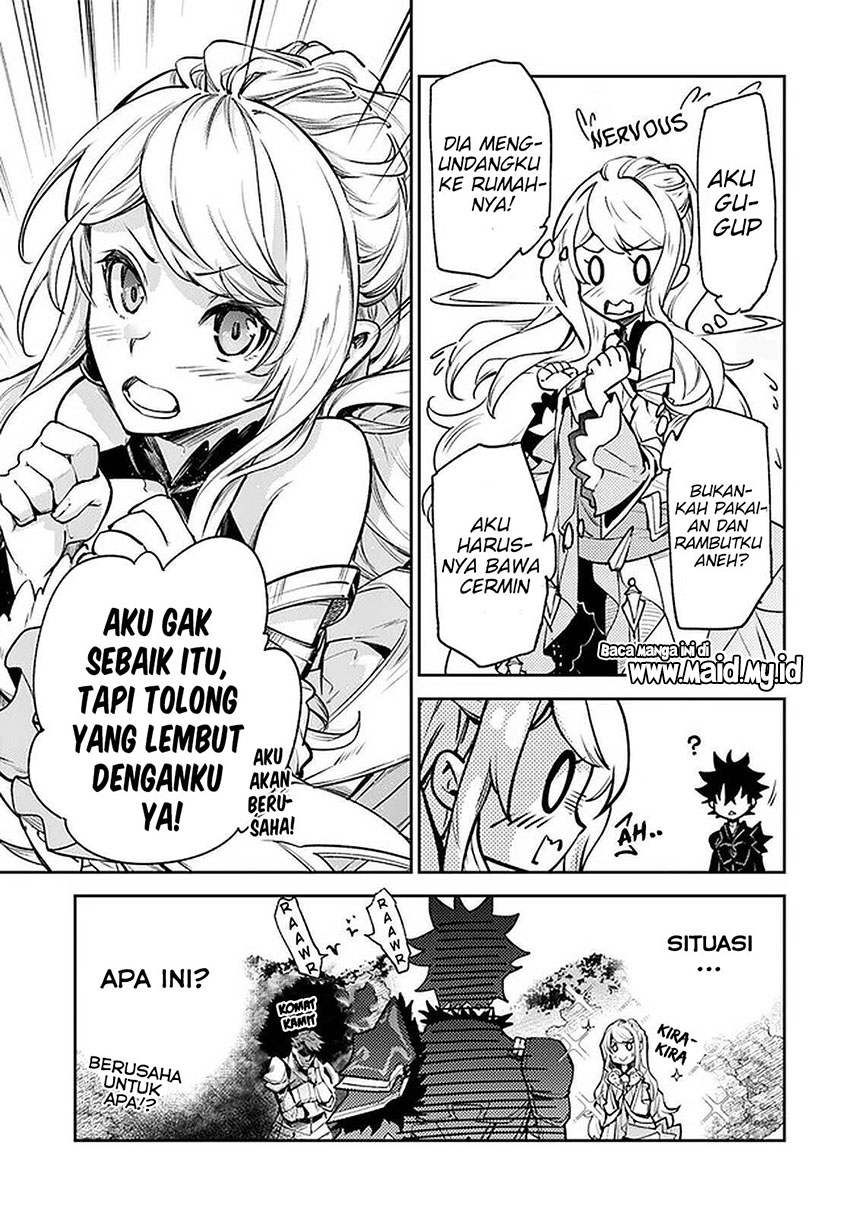 NERVOUS
AKU
GU-
GUP
DIA MENG-
UNDANGKU
KE RUMAH-
NYA!
BUKAN-
KAH PAKAI-
AN DAN
RAMBUTKU
ANEH?
AKU
HARUS-
NYA BAWA
CERMIN
Baca Manga ini di
www.Maid.My.id
?
AH..
AKU GAK
SEBAIK ITU,
TAPI TOLONG
YANG LEMBUT
DENGANKU
YA!
AKU
AKAN
BERU-
SAHA!
SITUASI
...
KIRA-
KIRA
RAAWR
RAAWR
KOMAT
KAMIT
APA INI?
BERUSAHA
UNTUK
APA!?